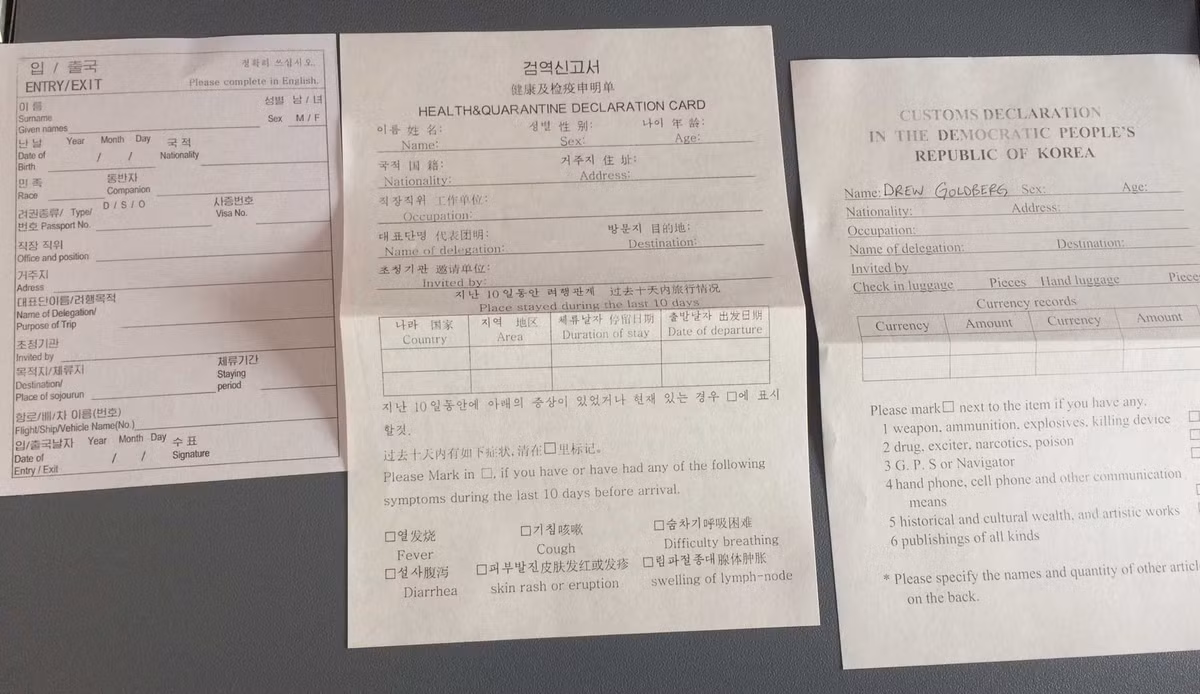 입 / 출국
정확히 쓰십시오.
ENTRY/EXIT
Please complete in English.
이 름
성별 남 / 녀
Surname
Sex M / F
Given names
난 날 Year Month Day 국 적
Date of / / Nationality
Birth
민 족 동반자
Race Companion
려권종류/ Type/ D / S / O 사증번호
번호 Passport No. Visa No.
직장 직위
Office and position
거주지
Adress
대표단이름/려행목적
Name of Delegation/
Purpose of Trip
초청기관
Invited by
체류기간
목적지/체류지
Staying
Destination/
period
Place of sojourun
항로/배/차 이름(번호)
Flight/Ship/Vehicle Name(No.)
입/출국날자 Year Month Day 수 표
Date of / / Signature
Entry / Exit
검역신고서
健康及检疫申明单
HEALTH&QUARANTINE DECLARATION CARD
이름 姓 名: 성별 性 别: 나이 年 龄:
Name: Sex: Age:
국적 国 籍: 거주지 住 址:
Nationality: Address:
직장직위 工作单位:
Occupation:
대표단명 代表团明: 방문지 目的地:
Name of delegation: Destination:
초청기관 邀请单位:
Invited by:
지난 10일동안 려행관계 过去十天内旅行情况
Place stayed during the last 10 days
나라 国家 지역 地区 체류날자 停留日期 출발날자 出发日期
Country Area Duration of stay Date of departure
지난 10일동안에 아래의 증상이 있었거나 현재 있는 경우 □에 표시
할것.
过去十天内有如下症状,请在□里标记。
Please Mark in □, if you have or have had any of the following
symptoms during the last 10 days before arrival.
□열发烧 □기침咳嗽 □숨차기呼吸困难
Fever Cough Difficulty breathing
□설사腹泻 □피부발진皮肤发红或发疹 □림파절종대腺体肿胀
Diarrhea skin rash or eruption swelling of lymph-node
CUSTOMS DECLARATION
IN THE DEMOCRATIC PEOPLE'S
REPUBLIC OF KOREA
Name: DREW GOLDBERG Sex: Age:
Nationality: Address:
Occupation:
Name of delegation: Destination:
Invited by
Check in luggage Pieces Hand luggage Piece
Currency records
Currency Amount Currency Amount
Please mark□ next to the item if you have any.
1 weapon, ammunition, explosives, killing device
2 drug, exciter, narcotics, poison
3 G. P. S or Navigator
4 hand phone, cell phone and other communication
means
5 historical and cultural wealth, and artistic works
6 publishings of all kinds
* Please specify the names and quantity of other articl
on the back.